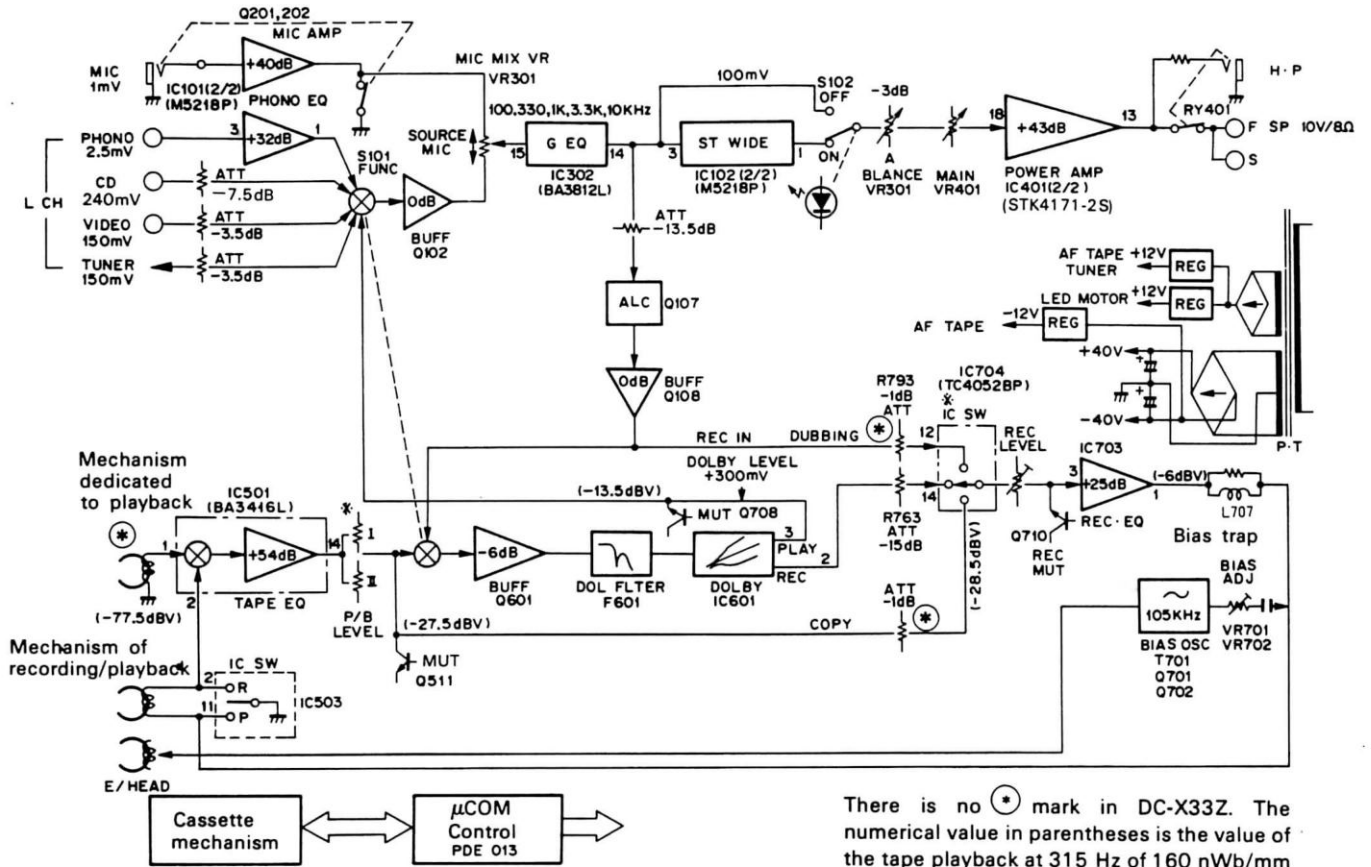 Q201,202
MIC AMP
MIC
1mV
+40dB
IC101(2/2)
(M5218P)
PHONO EQ
MIC MIX VR
VR301
PHONO
2.5mV
3
+32dB
1
S101
FUNC
L CH
CD
240mV
ATT
-7.5dB
VIDEO
150mV
ATT
-3.5dB
TUNER
150mV
ATT
-3.5dB
0dB
BUFF
Q102
SOURCE
MIC
100,330,1K,3.3K,10KHz
15
G EQ
14
IC302
(BA3812L)
100mV
S102
OFF
3
ST WIDE
1
ON
IC102(2/2)
(M5218P)
-3dB
A
BLANCE
VR301
MAIN
VR401
18
+43dB
13
POWER AMP
IC401(2/2)
(STK4171-2S)
H·P
RY401
F SP 10V/8Ω
S
ATT
-13.5dB
ALC
Q107
0dB
BUFF
Q108
AF TAPE
TUNER
+12V
REG
LED MOTOR
+12V
REG
AF TAPE
-12V
REG
+40V
-40V
P·T
REC IN
DUBBING
*
R793
-1dB
ATT
IC704
(TC4052BP)
*
IC SW
12
14
REC
LEVEL
IC703
3
+25dB
1
REC·EQ
(-6dBV)
L707
Bias trap
Q710
REC
MUT
Mechanism
dedicated
to playback
*
1
IC501
(BA3416L)
+54dB
14
2
TAPE EQ
(-77.5dBV)
*
I
II
P/B
LEVEL
DOLBY LEVEL
+300mV
(-13.5dBV)
MUT Q708
3
PLAY
2
REC
-6dB
BUFF
Q601
DOL FLTER
F601
DOLBY
IC601
R763
ATT
-15dB
(-28.5dBV)
ATT
-1dB
*
(-27.5dBV)
COPY
MUT
Q511
Mechanism of
recording/playback
IC SW
2
R
11
P
IC503
E/HEAD
105KHz
BIAS OSC
T701
Q701
Q702
BIAS
ADJ
VR701
VR702
Cassette
mechanism
μCOM
Control
PDE 013
There is no * mark in DC-X33Z. The
numerical value in parentheses is the value of
the tape playback at 315 Hz of 160 nWb/mm